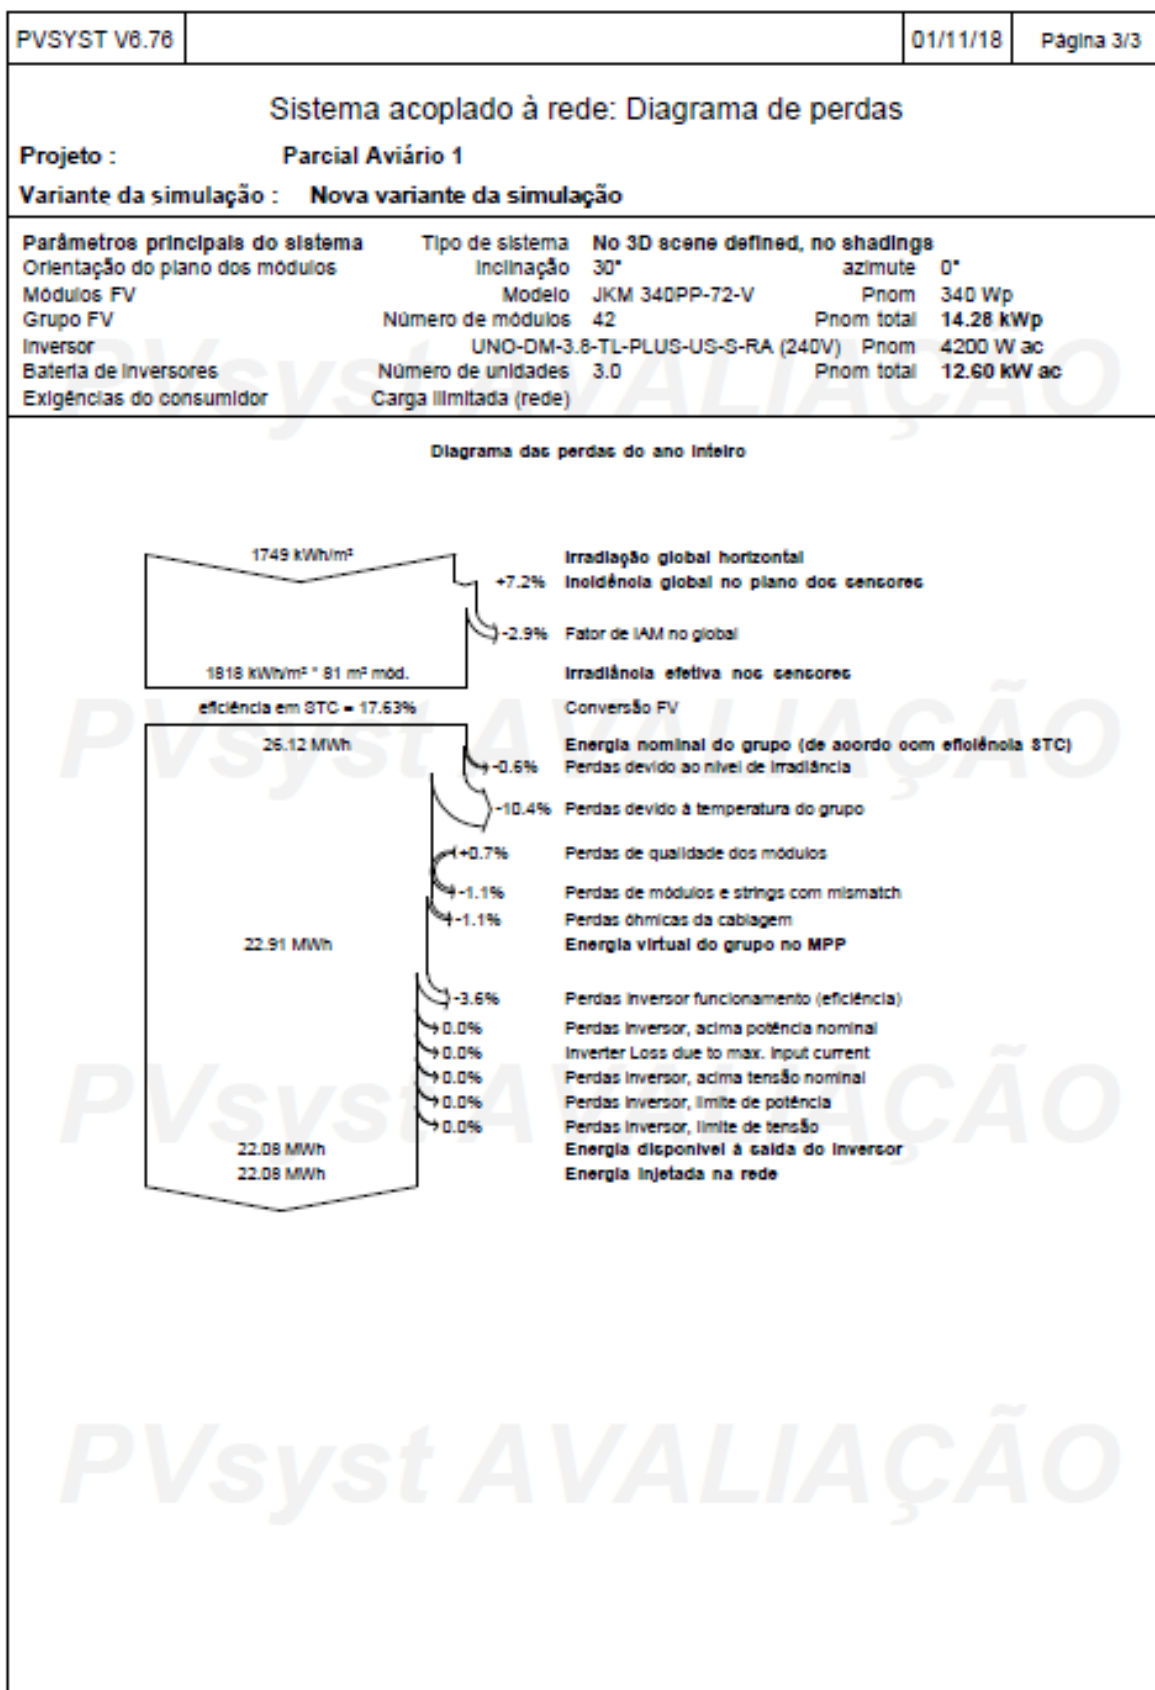 PVSYST V6.76 01/11/18 Página 3/3
Sistema acoplado à rede: Diagrama de perdas
Projeto : Parcial Aviário 1
Variante da simulação : Nova variante da simulação
Parâmetros principais do sistema Tipo de sistema No 3D scene defined, no shadings
Orientação do plano dos módulos Inclinação 30° azimute 0°
Módulos FV Modelo JKM 340PP-72-V Pnom 340 Wp
Grupo FV Número de módulos 42 Pnom total 14.28 kWp
Inversor UNO-DM-3.8-TL-PLUS-US-S-RA (240V) Pnom 4200 W ac
Bateria de inversores Número de unidades 3.0 Pnom total 12.60 kW ac
Exigências do consumidor Carga ilimitada (rede)
PVsyst AVALIAÇÃO
Diagrama das perdas do ano inteiro
1749 kWh/m² Irradiação global horizontal
+7.2% Incidência global no plano dos sensores
-2.9% Fator de IAM no global
1818 kWh/m² * 81 m² mód. Irradiância efetiva nos sensores
eficiência em STC = 17.63% Conversão FV
PVsyst AVALIAÇÃO
26.12 MWh Energia nominal do grupo (de acordo com eficiência STC)
-0.6% Perdas devido ao nível de irradiância
-10.4% Perdas devido à temperatura do grupo
+0.7% Perdas de qualidade dos módulos
-1.1% Perdas de módulos e strings com mismatch
-1.1% Perdas óhmicas da cablagem
22.91 MWh Energia virtual do grupo no MPP
-3.6% Perdas inversor funcionamento (eficiência)
0.0% Perdas inversor, acima potência nominal
0.0% Inverter Loss due to max. input current
0.0% Perdas inversor, acima tensão nominal
0.0% Perdas inversor, limite de potência
0.0% Perdas inversor, limite de tensão
PVsyst AVALIAÇÃO
22.08 MWh Energia disponível à saída do inversor
22.08 MWh Energia injetada na rede
PVsyst AVALIAÇÃO